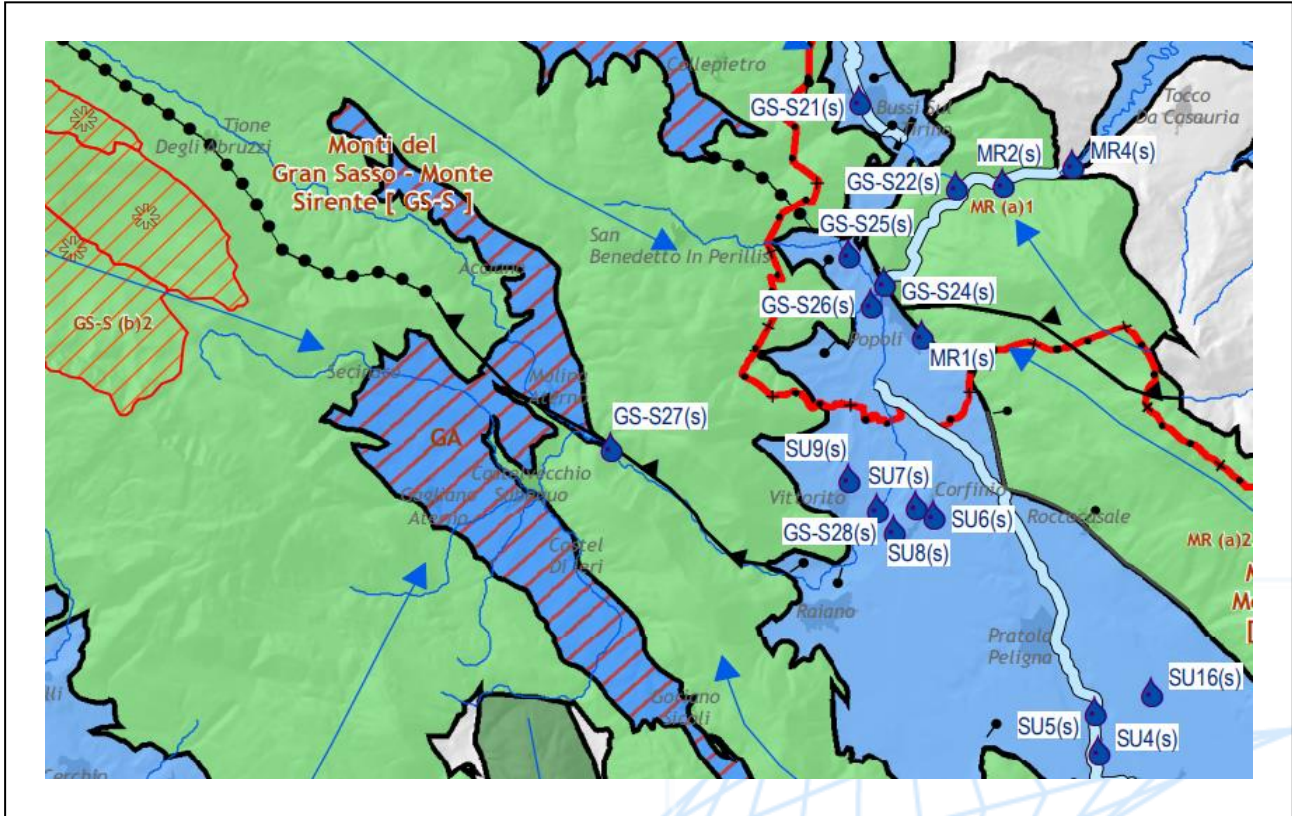 Collepietro
Tocco
Da Casauria
GS-S21(s)
Bussi Sul
Tirino
Tione
Degli Abruzzi
Monti del
Gran Sasso - Monte
Sirente [ GS-S ]
MR2(s)
MR4(s)
GS-S22(s)
MR (a)1
GS-S25(s)
San
Benedetto In Perillis
Acciano
GS-S24(s)
GS-S26(s)
GS-S (b)2
Popoli
MR1(s)
Secinaro
Molina
Aterno
GS-S27(s)
GA
SU9(s)
SU7(s)
Castelvecchio
Subequo
Vittorito
Corfinio
Gagliano
Aterno
SU6(s)
Roccacasale
GS-S28(s)
SU8(s)
MR (a)2
Castel
Di Ieri
Raiano
Pratola
Peligna
SU16(s)
Goriano
Sicoli
SU5(s)
SU4(s)
Cerchio